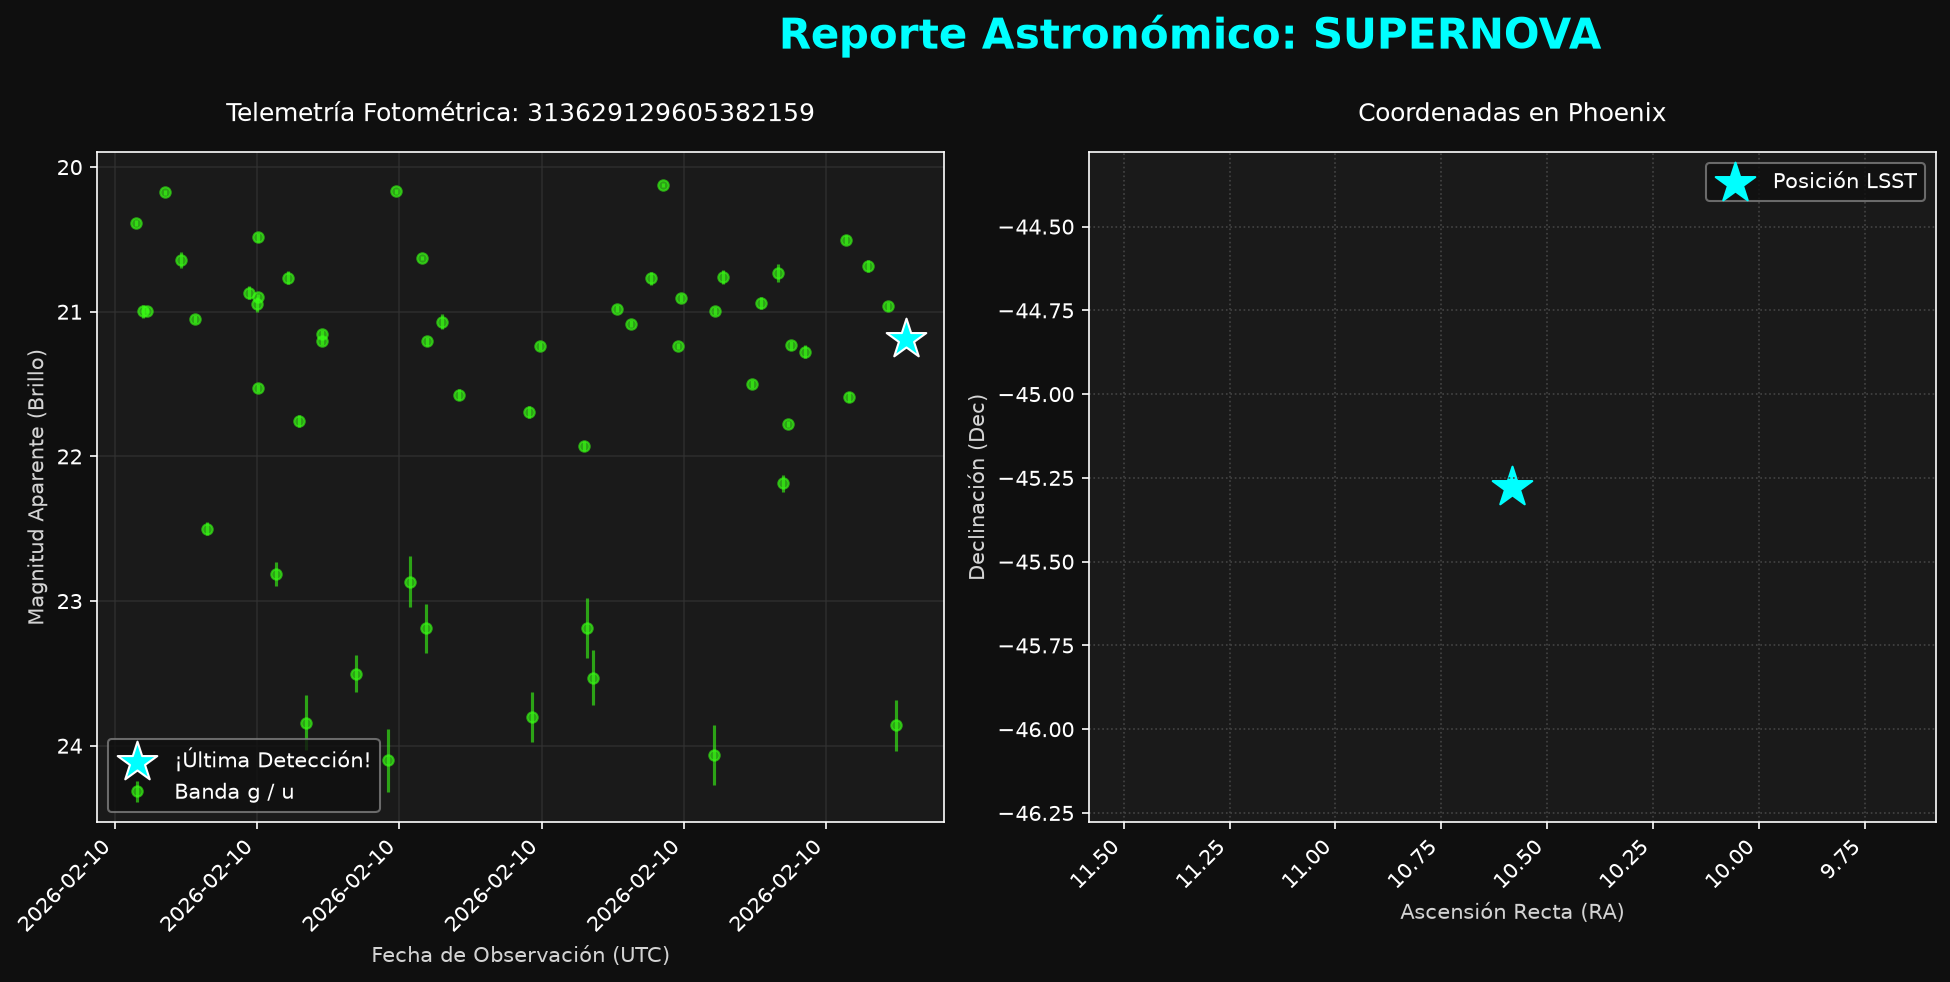 Reporte Astronómico: SUPERNOVA
Telemetría Fotométrica: 313629129605382159
Magnitud Aparente (Brillo)
20
21
22
23
24
¡Última Detección!
Banda g / u
2026-02-10
2026-02-10
2026-02-10
2026-02-10
2026-02-10
2026-02-10
Fecha de Observación (UTC)
Coordenadas en Phoenix
Declinación (Dec)
−44.50
−44.75
−45.00
−45.25
−45.50
−45.75
−46.00
−46.25
Posición LSST
11.50
11.25
11.00
10.75
10.50
10.25
10.00
9.75
Ascensión Recta (RA)